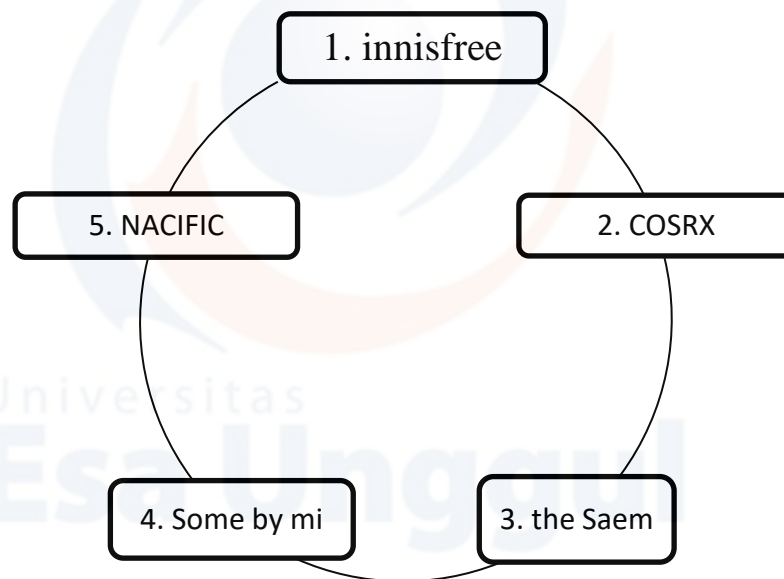 1. innisfree
5. NACIFIC
2. COSRX
Universitas
Esa Unggul
4. Some by mi
3. the Saem